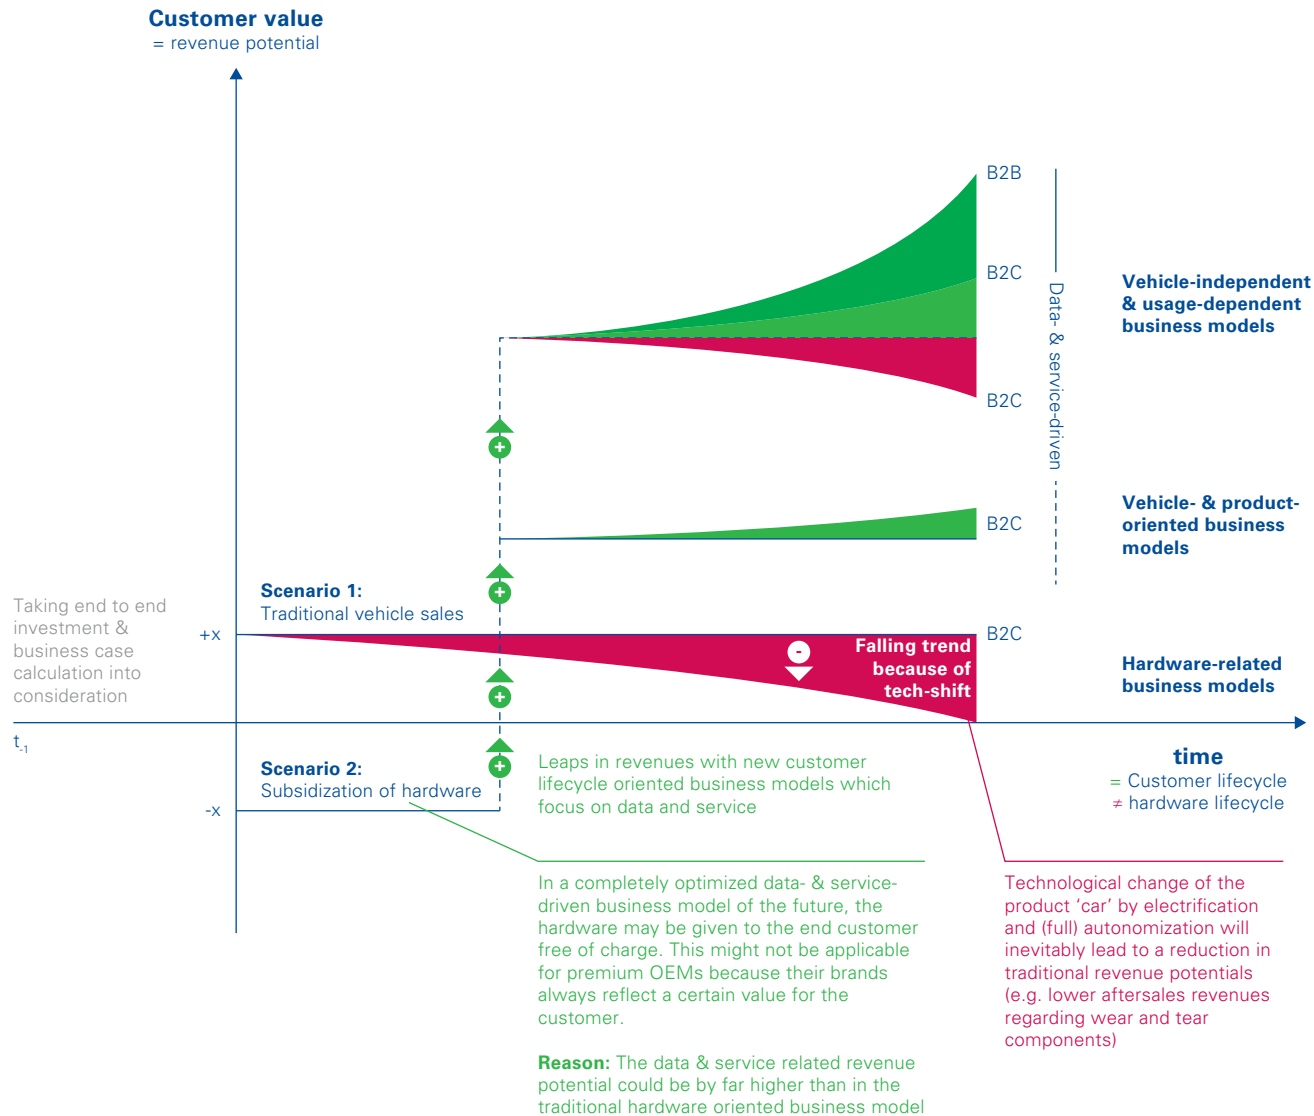 Customer value
= revenue potential
B2B
B2C
B2C
Data- & service-driven
Vehicle-independent
& usage-dependent
business models
+
B2C
Vehicle- & product-
oriented business
models
+
Scenario 1:
Traditional vehicle sales
Taking end to end
investment &
business case
calculation into
consideration
+x
B2C
-
Falling trend
because of
tech-shift
Hardware-related
business models
+
t-1
time
= Customer lifecycle
≠ hardware lifecycle
Scenario 2:
Subsidization of hardware
-x
+
Leaps in revenues with new customer
lifecycle oriented business models which
focus on data and service
In a completely optimized data- & service-
driven business model of the future, the
hardware may be given to the end customer
free of charge. This might not be applicable
for premium OEMs because their brands
always reflect a certain value for the
customer.
Reason: The data & service related revenue
potential could be by far higher than in the
traditional hardware oriented business model
Technological change of the
product ‘car’ by electrification
and (full) autonomization will
inevitably lead to a reduction in
traditional revenue potentials
(e.g. lower aftersales revenues
regarding wear and tear
components)